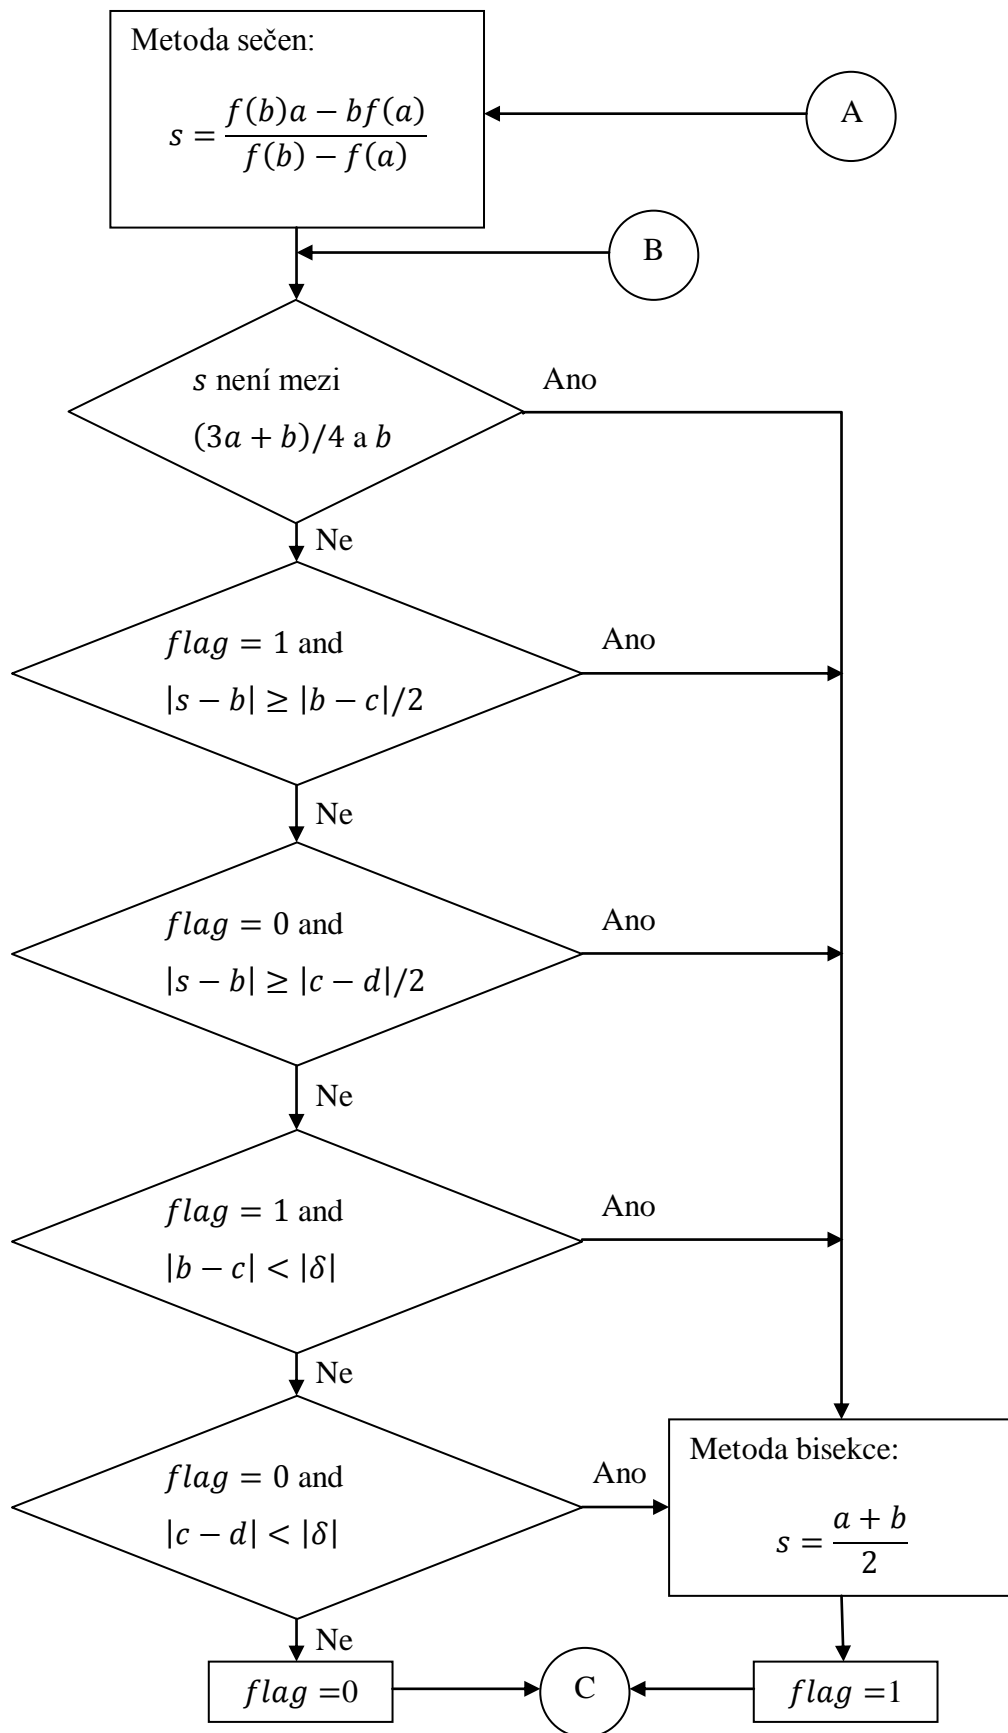 Metoda sečen:
s = \frac{f(b)a − bf(a)}{f(b) − f(a)}
A
B
s není mezi
(3a + b)/4 a b
Ano
Ne
flag = 1 and
|s − b| ≥ |b − c|/2
Ano
Ne
flag = 0 and
|s − b| ≥ |c − d|/2
Ano
Ne
flag = 1 and
|b − c| < |δ|
Ano
Ne
flag = 0 and
|c − d| < |δ|
Ano
Metoda bisekce:
s = \frac{a + b}{2}
Ne
flag =0
C
flag =1